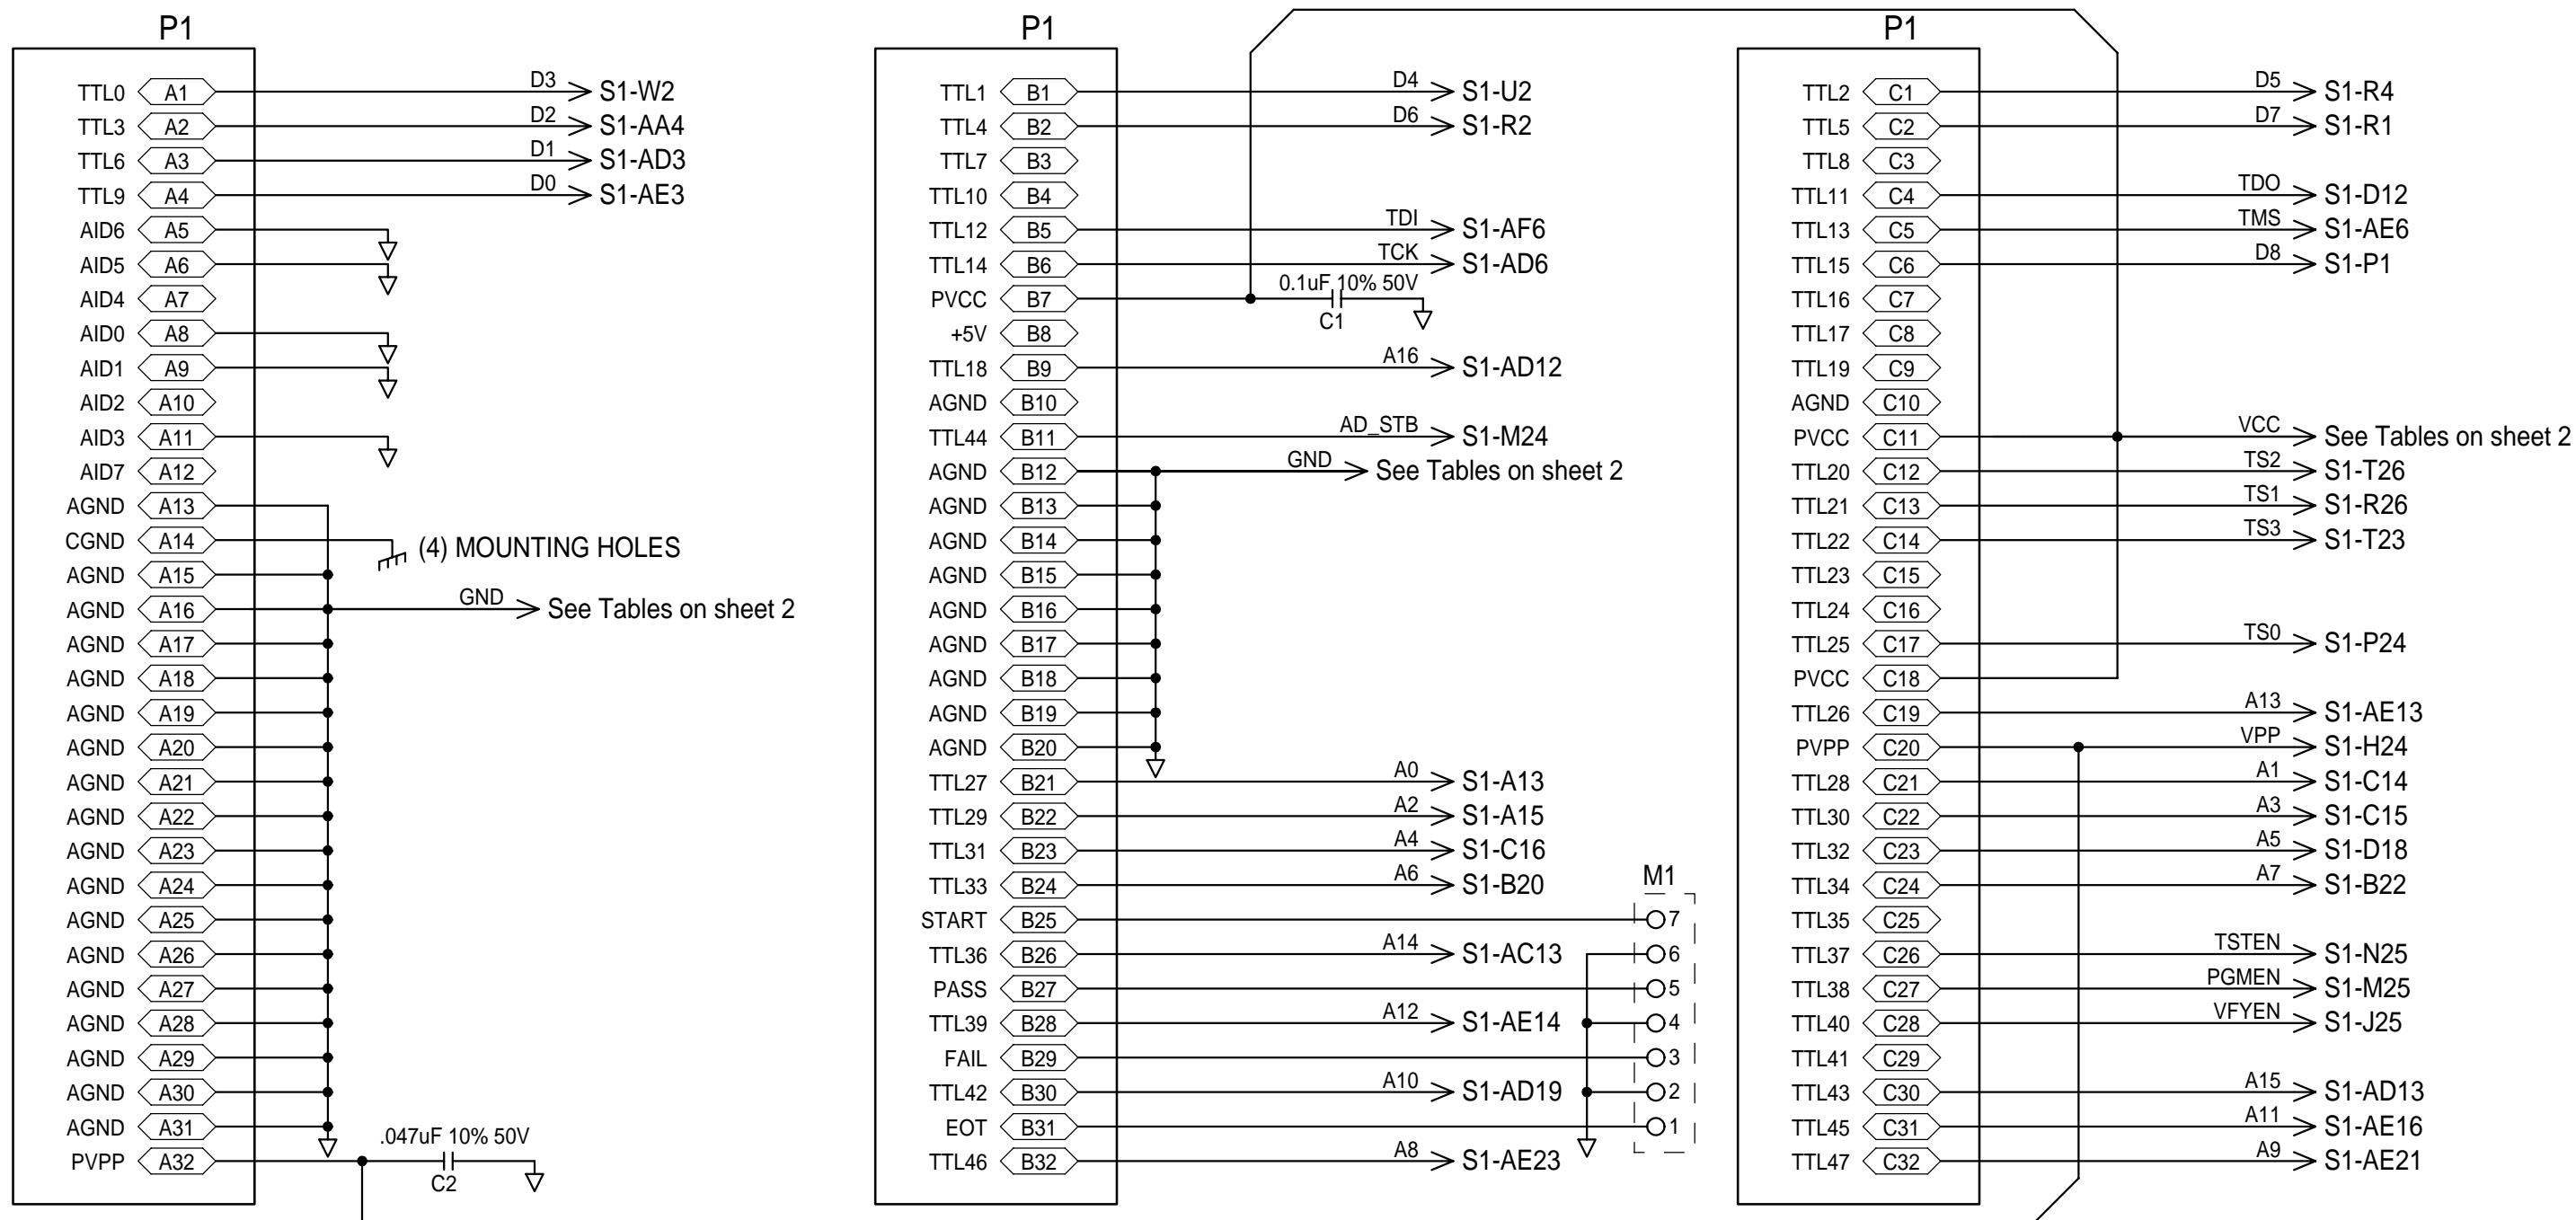 P1
TTL0 A1 D3 S1-W2
TTL3 A2 D2 S1-AA4
TTL6 A3 D1 S1-AD3
TTL9 A4 D0 S1-AE3
AID6 A5
AID5 A6
AID4 A7
AID0 A8
AID1 A9
AID2 A10
AID3 A11
AID7 A12
AGND A13
CGND A14 (4) MOUNTING HOLES
AGND A15
AGND A16 GND See Tables on sheet 2
AGND A17
AGND A18
AGND A19
AGND A20
AGND A21
AGND A22
AGND A23
AGND A24
AGND A25
AGND A26
AGND A27
AGND A28
AGND A29
AGND A30
AGND A31
.047uF 10% 50V
PVPP A32
C2
P1
TTL1 B1 D4 S1-U2
TTL4 B2 D6 S1-R2
TTL7 B3
TTL10 B4
TTL12 B5 TDI S1-AF6
TTL14 B6 TCK S1-AD6
0.1uF 10% 50V
PVCC B7
C1
+5V B8
TTL18 B9 A16 S1-AD12
AGND B10
TTL44 B11 AD_STB S1-M24
AGND B12 GND See Tables on sheet 2
AGND B13
AGND B14
AGND B15
AGND B16
AGND B17
AGND B18
AGND B19
AGND B20
TTL27 B21 A0 S1-A13
TTL29 B22 A2 S1-A15
TTL31 B23 A4 S1-C16
TTL33 B24 A6 S1-B20
M1
START B25 7
TTL36 B26 A14 S1-AC13 6
PASS B27 5
TTL39 B28 A12 S1-AE14 4
FAIL B29 3
TTL42 B30 A10 S1-AD19 2
EOT B31 1
TTL46 B32 A8 S1-AE23
P1
TTL2 C1 D5 S1-R4
TTL5 C2 D7 S1-R1
TTL8 C3
TTL11 C4 TDO S1-D12
TTL13 C5 TMS S1-AE6
TTL15 C6 D8 S1-P1
TTL16 C7
TTL17 C8
TTL19 C9
AGND C10
PVCC C11 VCC See Tables on sheet 2
TTL20 C12 TS2 S1-T26
TTL21 C13 TS1 S1-R26
TTL22 C14 TS3 S1-T23
TTL23 C15
TTL24 C16
TTL25 C17 TS0 S1-P24
PVCC C18
TTL26 C19 A13 S1-AE13
PVPP C20 VPP S1-H24
TTL28 C21 A1 S1-C14
TTL30 C22 A3 S1-C15
TTL32 C23 A5 S1-D18
TTL34 C24 A7 S1-B22
TTL35 C25
TTL37 C26 TSTEN S1-N25
TTL38 C27 PGMEN S1-M25
TTL40 C28 VFYEN S1-J25
TTL41 C29
TTL43 C30 A15 S1-AD13
TTL45 C31 A11 S1-AE16
TTL47 C32 A9 S1-AE21